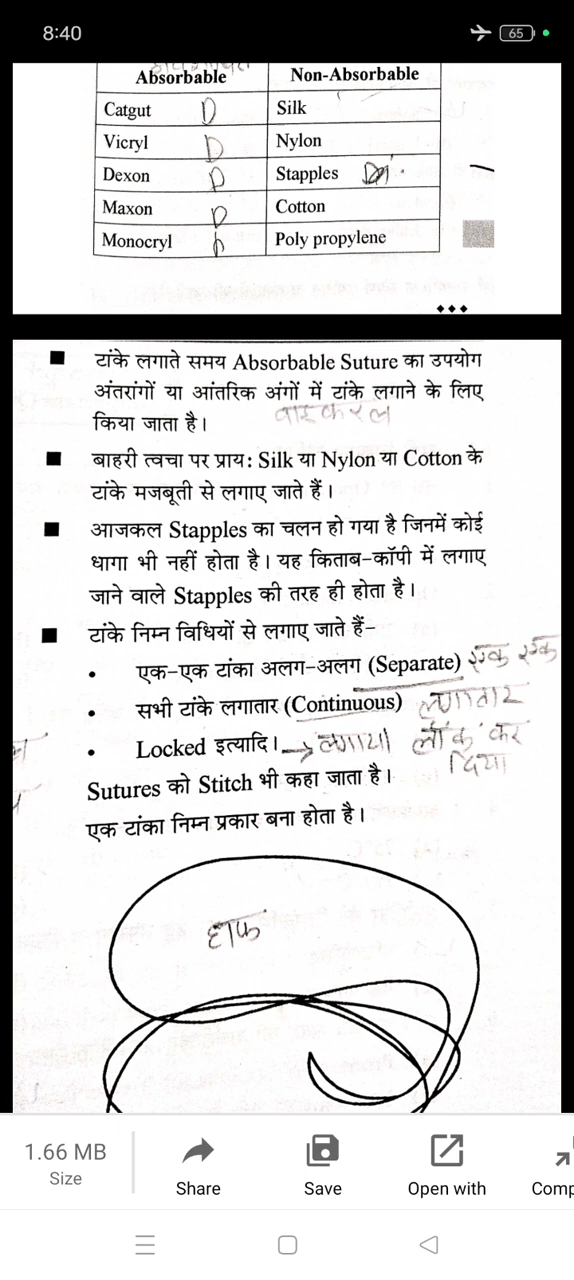 8:40
65
Absorbable Non-Absorbable
Catgut D Silk
Vicryl D Nylon
Dexon D Stapples
Maxon D Cotton
Monocryl Poly propylene
टांके लगाते समय Absorbable Suture का उपयोग
अंतरांगों या आंतरिक अंगों में टांके लगाने के लिए
किया जाता है। वाइकरल
बाहरी त्वचा पर प्राय: Silk या Nylon या Cotton के
टांके मजबूती से लगाए जाते हैं।
आजकल Stapples का चलन हो गया है जिनमें कोई
धागा भी नहीं होता है। यह किताब-कॉपी में लगाए
जाने वाले Stapples की तरह ही होता है।
टांके निम्न विधियों से लगाए जाते हैं-
• एक-एक टांका अलग-अलग (Separate) एक एक
• सभी टांके लगातार (Continuous) लगातार
• Locked इत्यादि। → लगाया लॉक कर
दिया
Sutures को Stitch भी कहा जाता है।
एक टांका निम्न प्रकार बना होता है।
हाफ
1.66 MB
Size
Share
Save
Open with
Comp